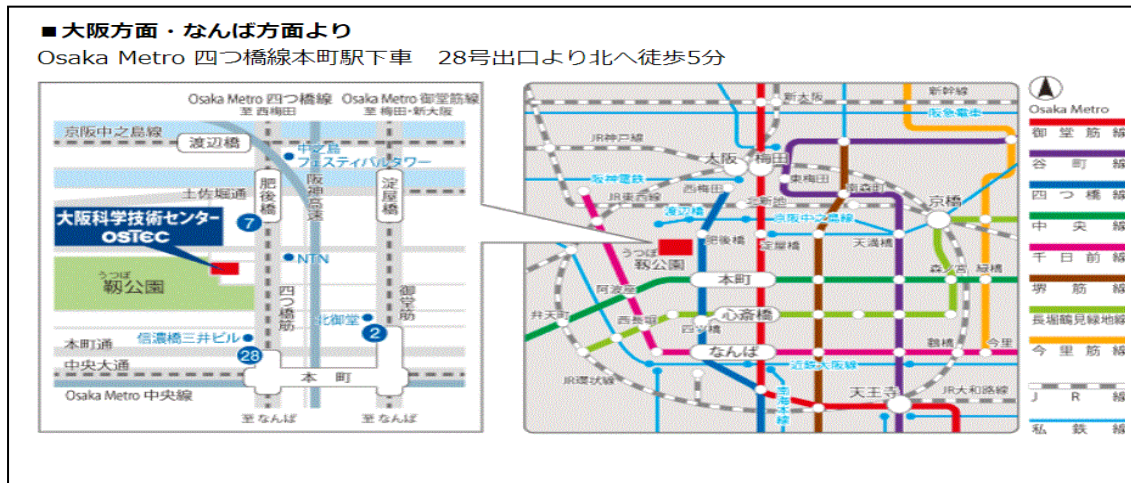 ■大阪方面・なんば方面より
Osaka Metro 四つ橋線本町駅下車　28号出口より北へ徒歩5分
Osaka Metro 四つ橋線
至 西梅田
Osaka Metro 御堂筋線
至 梅田・新大阪
京阪中之島線
渡辺橋
中之島
フェスティバルタワー
土佐堀通
肥後橋
阪神高速
淀屋橋
大阪科学技術センター
OSTEC
7
NTN
うつぼ
靱公園
四つ橋筋
御堂筋
北御堂
2
信濃橋三井ビル
本町通
28
中央大通
本町
Osaka Metro 中央線
至 なんば
至 なんば
新大阪
新幹線
阪急電車
JR神戸線
大阪
梅田
東梅田
南森町
阪神電鉄
西梅田
JR東西線
北新地
京橋
渡辺橋
京阪中之島線
肥後橋
淀屋橋
天満橋
うつぼ
靱公園
森ノ宮
緑橋
本町
阿波座
弁天町
心斎橋
西長堀
四ツ橋
なんば
鶴橋
今里
近鉄大阪線
JR環状線
南海本線
天王寺
JR大和路線
Osaka Metro
御堂筋線
谷町線
四つ橋線
中央線
千日前線
堺筋線
長堀鶴見緑地線
今里筋線
JR線
私鉄線